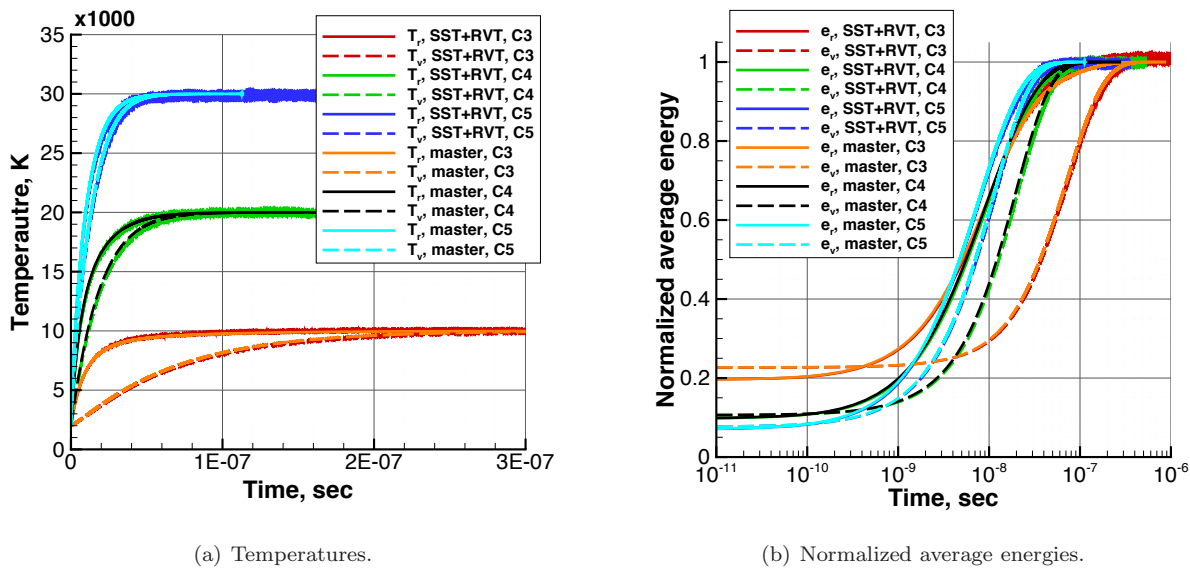 x1000
35
30
25
20
15
10
5
0
Temperautre, K
0
1E-07
2E-07
3E-07
Time, sec
T_r, SST+RVT, C3
T_v, SST+RVT, C3
T_r, SST+RVT, C4
T_v, SST+RVT, C4
T_r, SST+RVT, C5
T_v, SST+RVT, C5
T_r, master, C3
T_v, master, C3
T_r, master, C4
T_v, master, C4
T_r, master, C5
T_v, master, C5
(a) Temperatures.
1
0.8
0.6
0.4
0.2
0
Normalized average energy
10^-11
10^-10
10^-9
10^-8
10^-7
10^-6
Time, sec
e_r, SST+RVT, C3
e_v, SST+RVT, C3
e_r, SST+RVT, C4
e_v, SST+RVT, C4
e_r, SST+RVT, C5
e_v, SST+RVT, C5
e_r, master, C3
e_v, master, C3
e_r, master, C4
e_v, master, C4
e_r, master, C5
e_v, master, C5
(b) Normalized average energies.